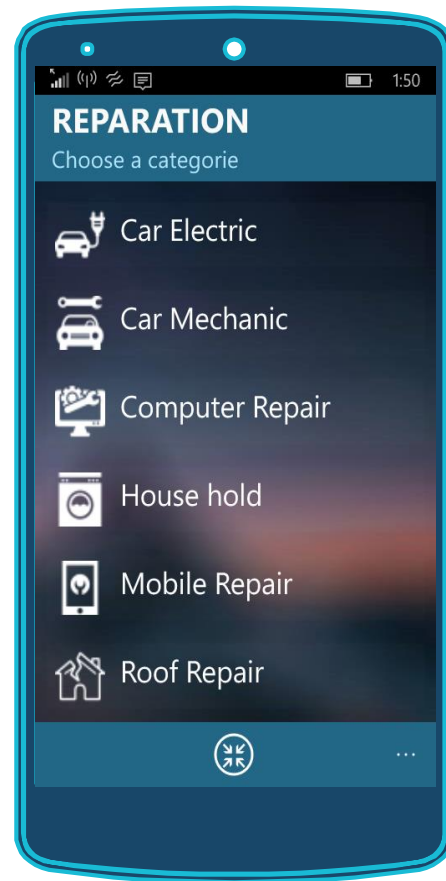 1:50
REPARATION
Choose a categorie
Car Electric
Car Mechanic
Computer Repair
House hold
Mobile Repair
Roof Repair
...